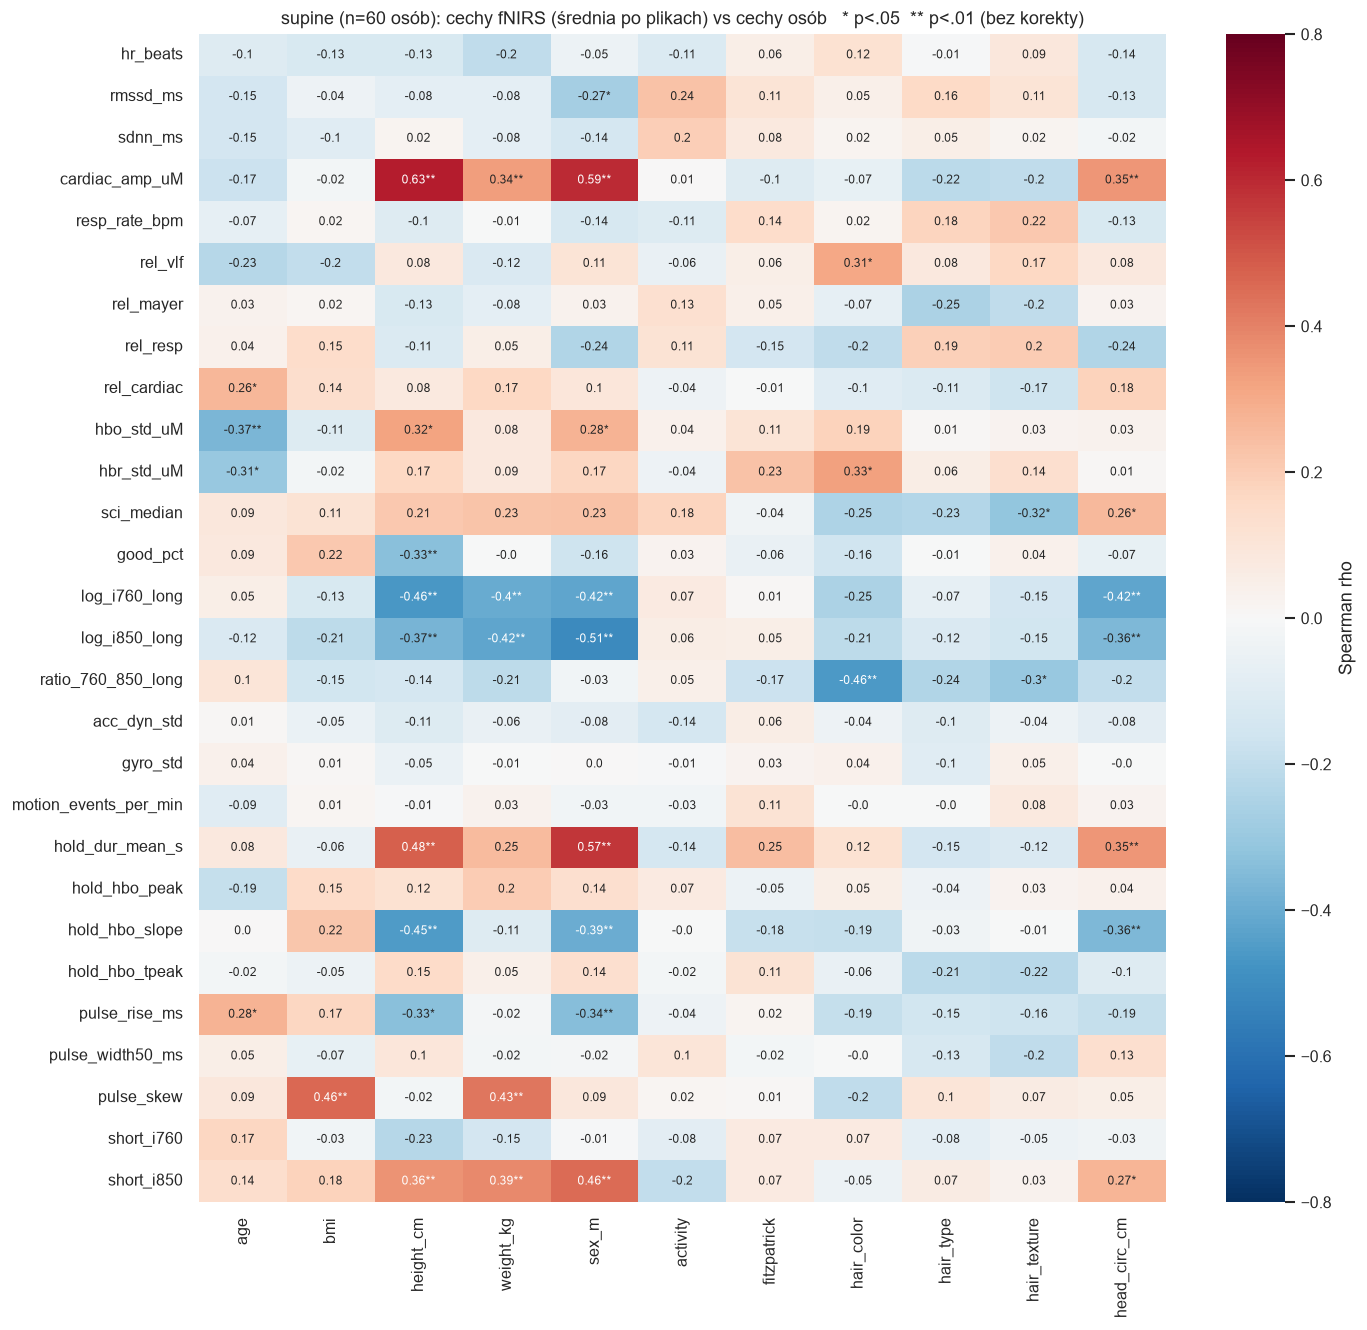 supine (n=60 osób): cechy fNIRS (średnia po plikach) vs cechy osób   * p<.05  ** p<.01 (bez korekty)
hr_beats -0.1 -0.13 -0.13 -0.2 -0.05 -0.11 0.06 0.12 -0.01 0.09 -0.14
rmssd_ms -0.15 -0.04 -0.08 -0.08 -0.27* 0.24 0.11 0.05 0.16 0.11 -0.13
sdnn_ms -0.15 -0.1 0.02 -0.08 -0.14 0.2 0.08 0.02 0.05 0.02 -0.02
cardiac_amp_uM -0.17 -0.02 0.63** 0.34** 0.59** 0.01 -0.1 -0.07 -0.22 -0.2 0.35**
resp_rate_bpm -0.07 0.02 -0.1 -0.01 -0.14 -0.11 0.14 0.02 0.18 0.22 -0.13
rel_vlf -0.23 -0.2 0.08 -0.12 0.11 -0.06 0.06 0.31* 0.08 0.17 0.08
rel_mayer 0.03 0.02 -0.13 -0.08 0.03 0.13 0.05 -0.07 -0.25 -0.2 0.03
rel_resp 0.04 0.15 -0.11 0.05 -0.24 0.11 -0.15 -0.2 0.19 0.2 -0.24
rel_cardiac 0.26* 0.14 0.08 0.17 0.1 -0.04 -0.01 -0.1 -0.11 -0.17 0.18
hbo_std_uM -0.37** -0.11 0.32* 0.08 0.28* 0.04 0.11 0.19 0.01 0.03 0.03
hbr_std_uM -0.31* -0.02 0.17 0.09 0.17 -0.04 0.23 0.33* 0.06 0.14 0.01
sci_median 0.09 0.11 0.21 0.23 0.23 0.18 -0.04 -0.25 -0.23 -0.32* 0.26*
good_pct 0.09 0.22 -0.33** -0.0 -0.16 0.03 -0.06 -0.16 -0.01 0.04 -0.07
log_i760_long 0.05 -0.13 -0.46** -0.4** -0.42** 0.07 0.01 -0.25 -0.07 -0.15 -0.42**
log_i850_long -0.12 -0.21 -0.37** -0.42** -0.51** 0.06 0.05 -0.21 -0.12 -0.15 -0.36**
ratio_760_850_long 0.1 -0.15 -0.14 -0.21 -0.03 0.05 -0.17 -0.46** -0.24 -0.3* -0.2
acc_dyn_std 0.01 -0.05 -0.11 -0.06 -0.08 -0.14 0.06 -0.04 -0.1 -0.04 -0.08
gyro_std 0.04 0.01 -0.05 -0.01 0.0 -0.01 0.03 0.04 -0.1 0.05 -0.0
motion_events_per_min -0.09 0.01 -0.01 0.03 -0.03 -0.03 0.11 -0.0 -0.0 0.08 0.03
hold_dur_mean_s 0.08 -0.06 0.48** 0.25 0.57** -0.14 0.25 0.12 -0.15 -0.12 0.35**
hold_hbo_peak -0.19 0.15 0.12 0.2 0.14 0.07 -0.05 0.05 -0.04 0.03 0.04
hold_hbo_slope 0.0 0.22 -0.45** -0.11 -0.39** -0.0 -0.18 -0.19 -0.03 -0.01 -0.36**
hold_hbo_tpeak -0.02 -0.05 0.15 0.05 0.14 -0.02 0.11 -0.06 -0.21 -0.22 -0.1
pulse_rise_ms 0.28* 0.17 -0.33* -0.02 -0.34** -0.04 0.02 -0.19 -0.15 -0.16 -0.19
pulse_width50_ms 0.05 -0.07 0.1 -0.02 -0.02 0.1 -0.02 -0.0 -0.13 -0.2 0.13
pulse_skew 0.09 0.46** -0.02 0.43** 0.09 0.02 0.01 -0.2 0.1 0.07 0.05
short_i760 0.17 -0.03 -0.23 -0.15 -0.01 -0.08 0.07 0.07 -0.08 -0.05 -0.03
short_i850 0.14 0.18 0.36** 0.39** 0.46** -0.2 0.07 -0.05 0.07 0.03 0.27*
age
bmi
height_cm
weight_kg
sex_m
activity
fitzpatrick
hair_color
hair_type
hair_texture
head_circ_cm
0.8
0.6
0.4
0.2
0.0
−0.2
−0.4
−0.6
−0.8
Spearman rho